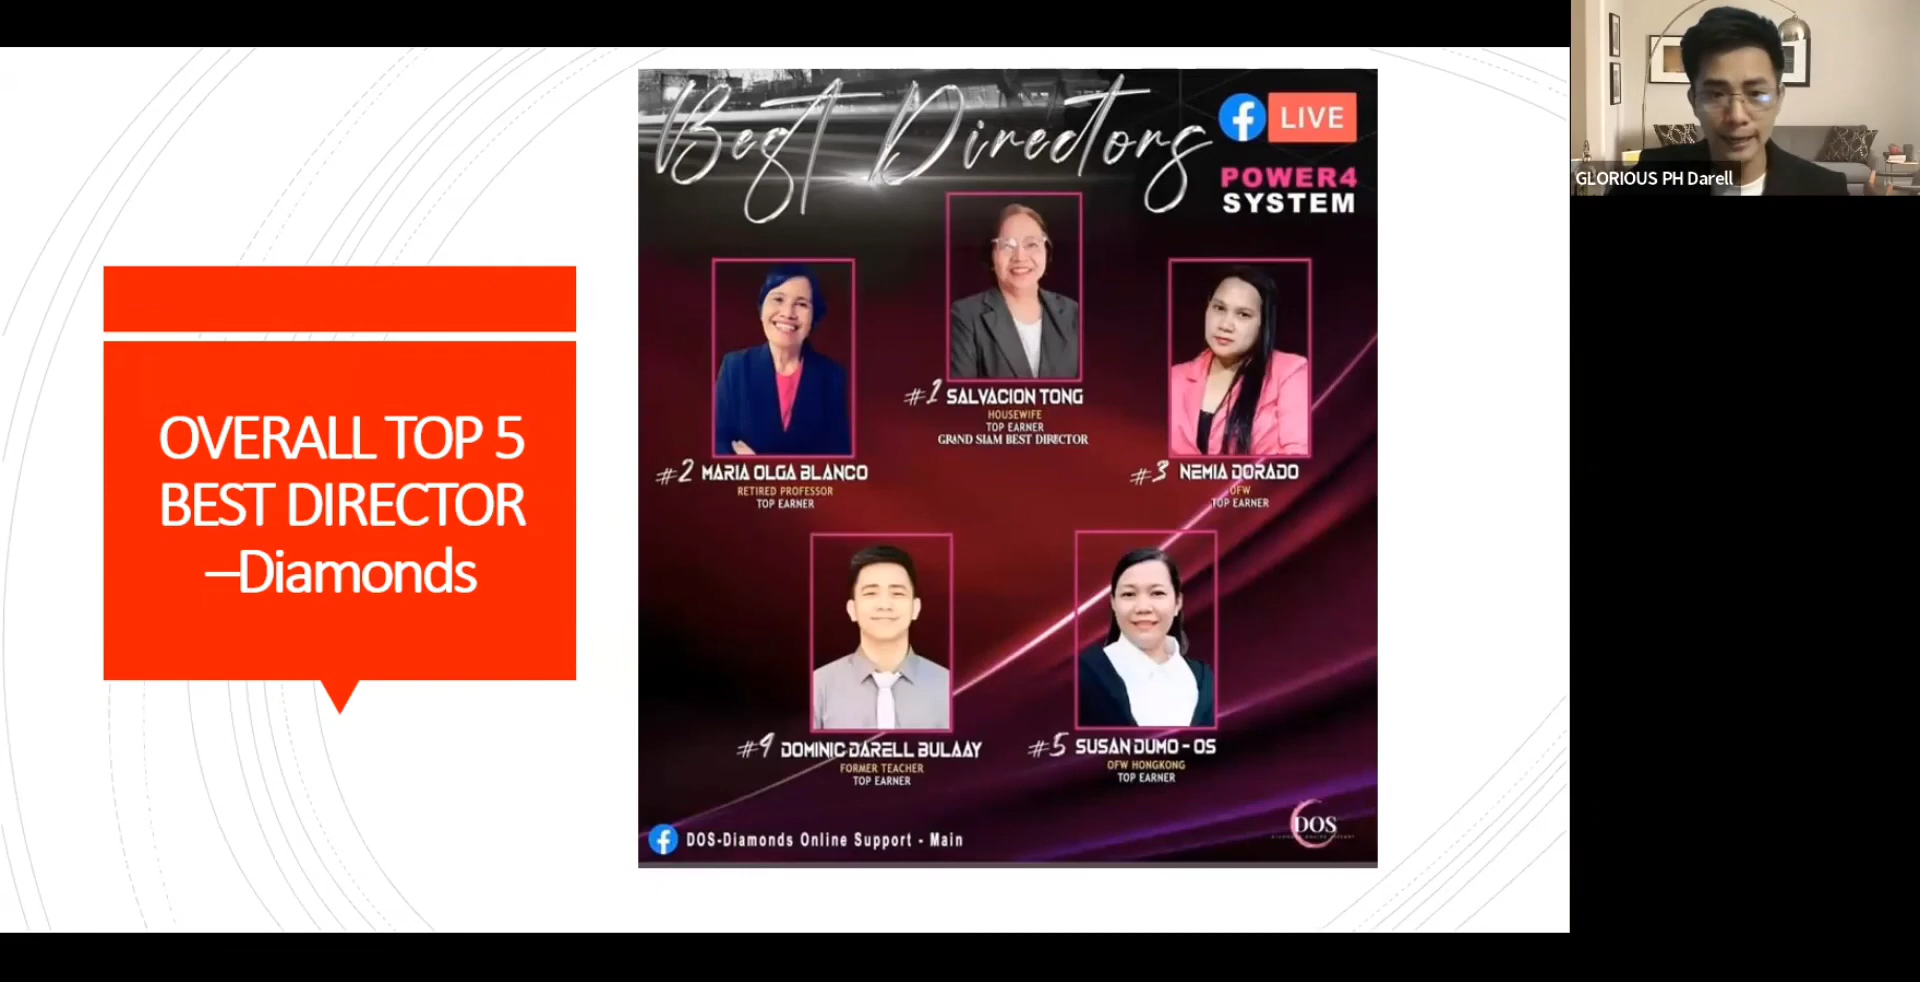 OVERALL TOP 5
BEST DIRECTOR
–Diamonds
Best Directors
LIVE
POWER4
SYSTEM
#1 SALVACION TONG
HOUSEWIFE
TOP EARNER
GRAND SIAM BEST DIRECTOR
#2 MARIA OLGA BLANCO
RETIRED PROFESSOR
TOP EARNER
#3 NEMIA DORADO
OFW
TOP EARNER
#4 DOMINIC DARELL BULAAY
FORMER TEACHER
TOP EARNER
#5 SUSAN DUMO - OS
OFW HONGKONG
TOP EARNER
DOS-Diamonds Online Support - Main
DOS
GLORIOUS PH Darell